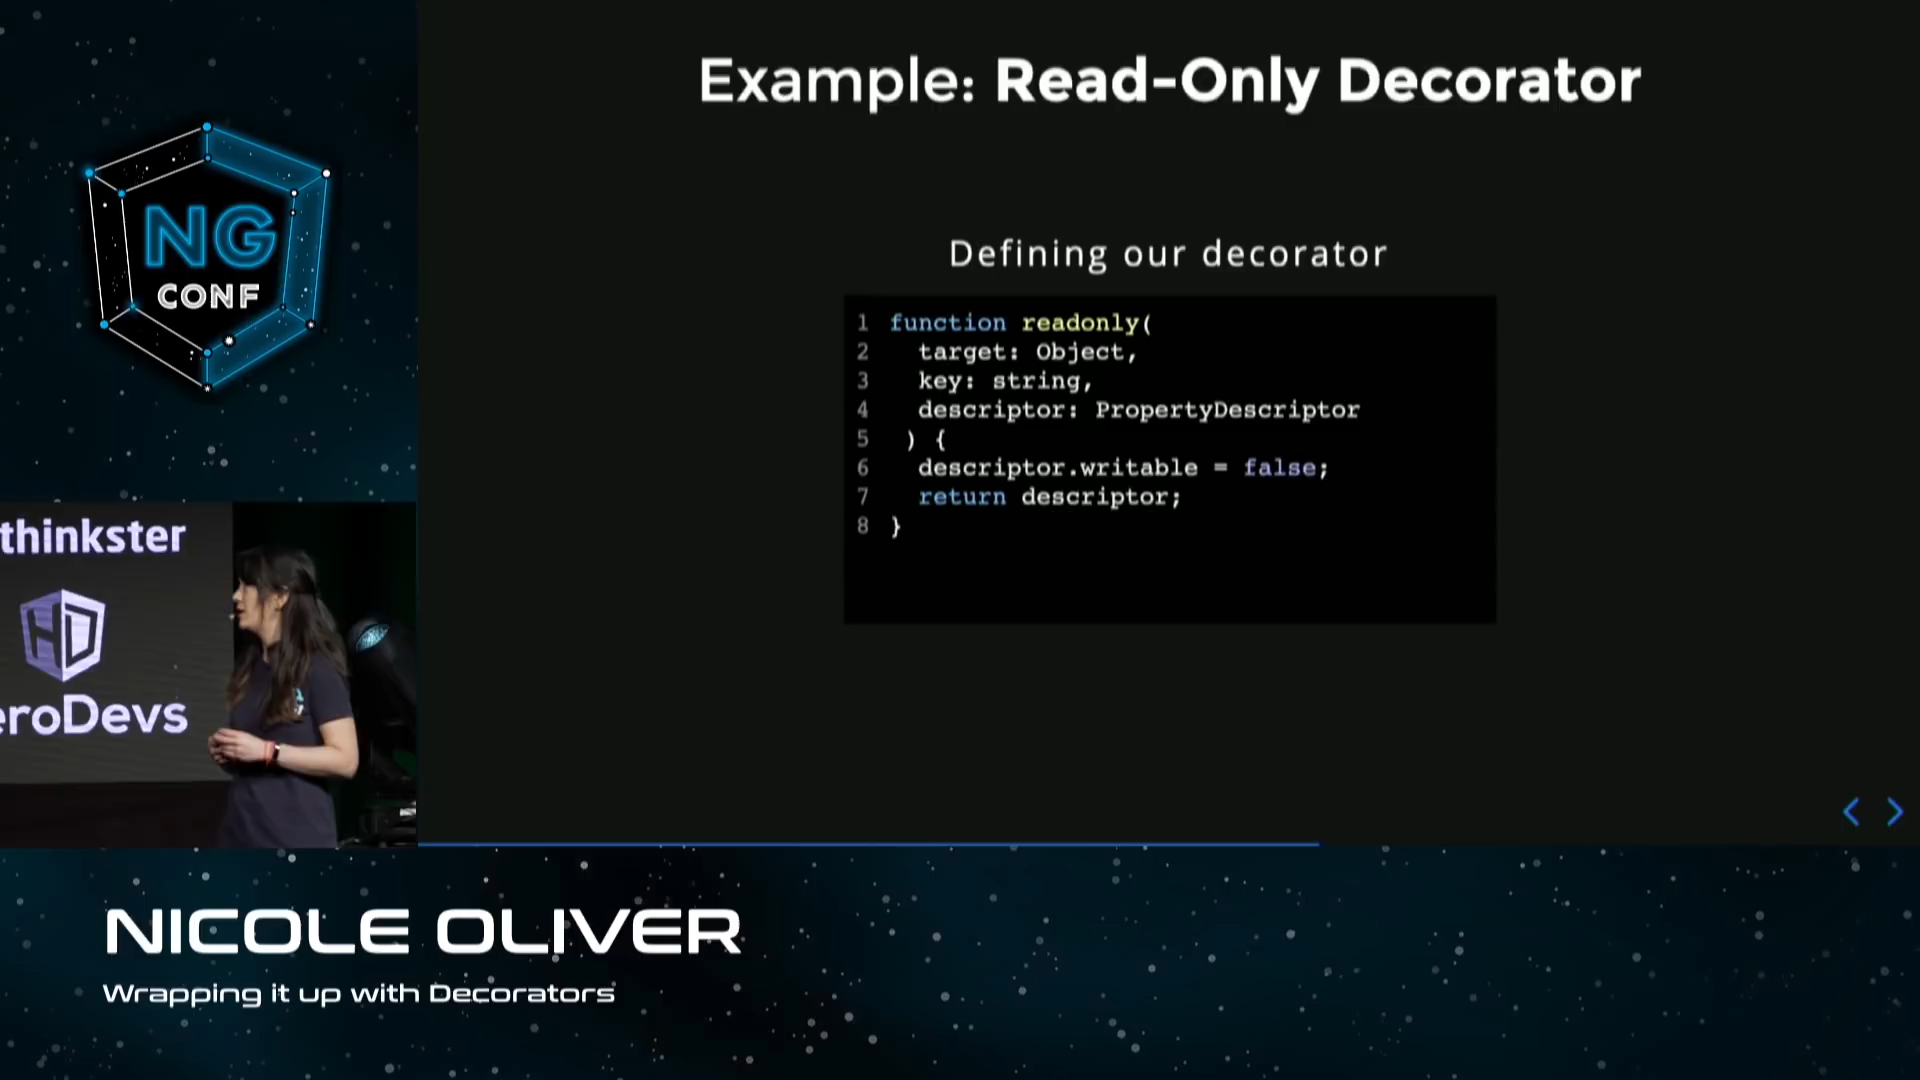 Example: Read-Only Decorator
NG
CONF
Defining our decorator
1 function readonly(
2 target: Object,
3 key: string,
4 descriptor: PropertyDescriptor
5 ) {
6 descriptor.writable = false;
7 return descriptor;
8 }
thinkster
HD
eroDevs
NICOLE OLIVER
Wrapping it up with Decorators